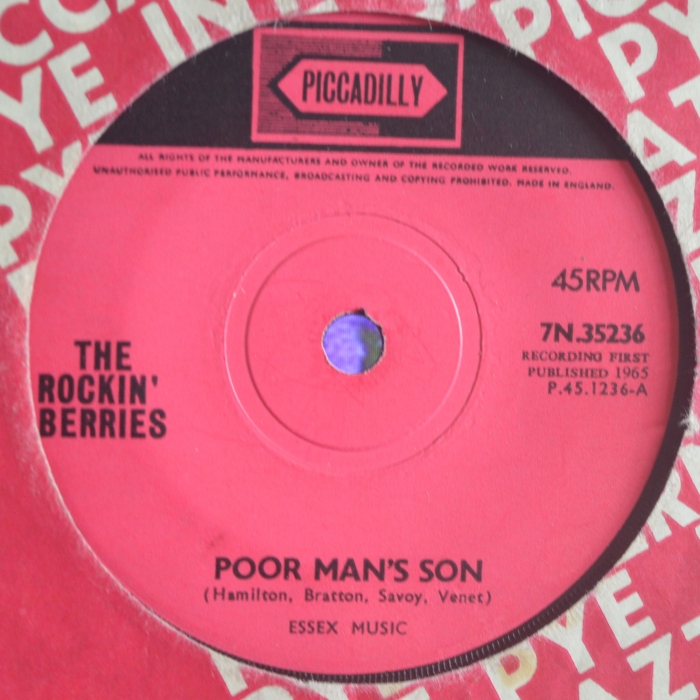 PICCADILLY
ALL RIGHTS OF THE MANUFACTURERS AND OWNER OF THE RECORDED WORK RESERVED.
UNAUTHORISED PUBLIC PERFORMANCE, BROADCASTING AND COPYING PROHIBITED. MADE IN ENGLAND.
45RPM
7N.35236
RECORDING FIRST
PUBLISHED 1965
P.45.1236-A
THE
ROCKIN'
BERRIES
POOR MAN'S SON
(Hamilton, Bratton, Savoy, Venet)
ESSEX MUSIC
PYE
PYE